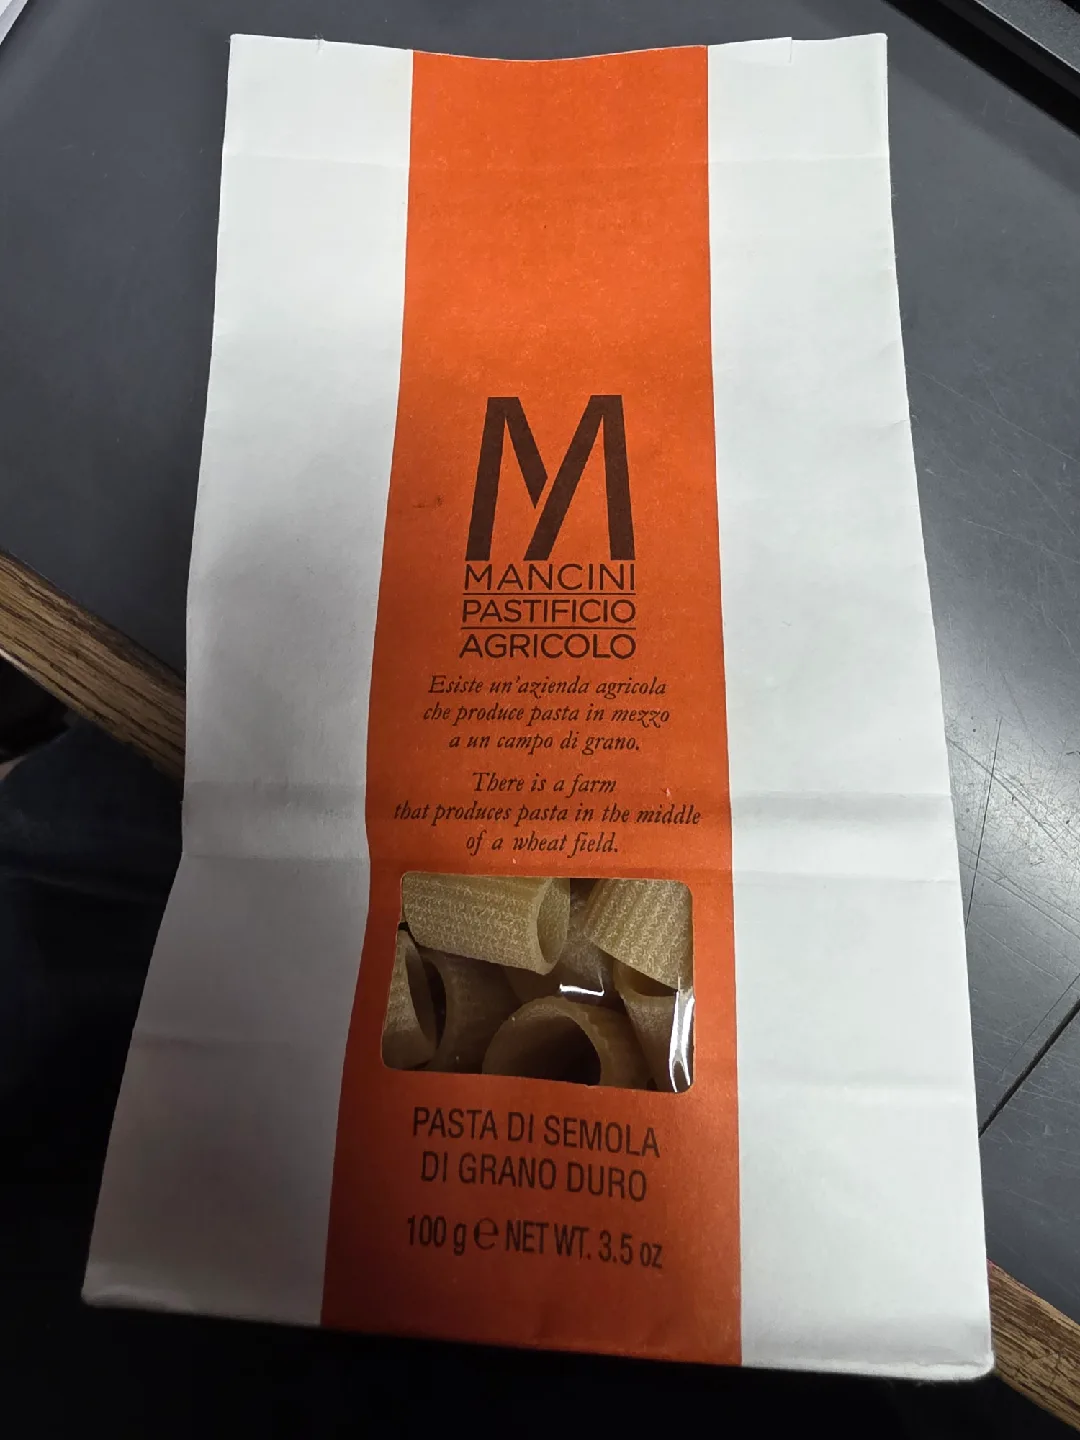 M
MANCINI
PASTIFICIO
AGRICOLO
Esiste un'azienda agricola
che produce pasta in mezzo
a un campo di grano.
There is a farm
that produces pasta in the middle
of a wheat field.
PASTA DI SEMOLA
DI GRANO DURO
100 g ℮ NET WT. 3.5 oz